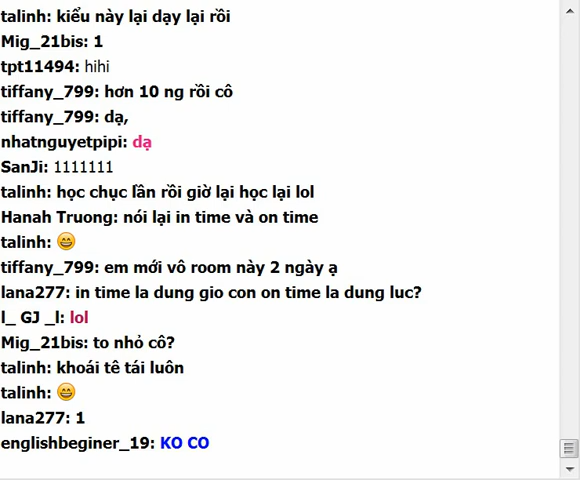 talinh: kiểu này lại dạy lại rồi
Mig_21bis: 1
tpt11494: hihi
tiffany_799: hơn 10 ng rồi cô
tiffany_799: dạ,
nhatnguyetpipi: dạ
SanJi: 1111111
talinh: học chục lần rồi giờ lại học lại lol
Hanah Truong: nói lại in time và on time
talinh: 😄
tiffany_799: em mới vô room này 2 ngày ạ
lana277: in time la dung gio con on time la dung luc?
l_ GJ _l: lol
Mig_21bis: to nhỏ cô?
talinh: khoái tê tái luôn
talinh: 😄
lana277: 1
englishbeginer_19: KO CO